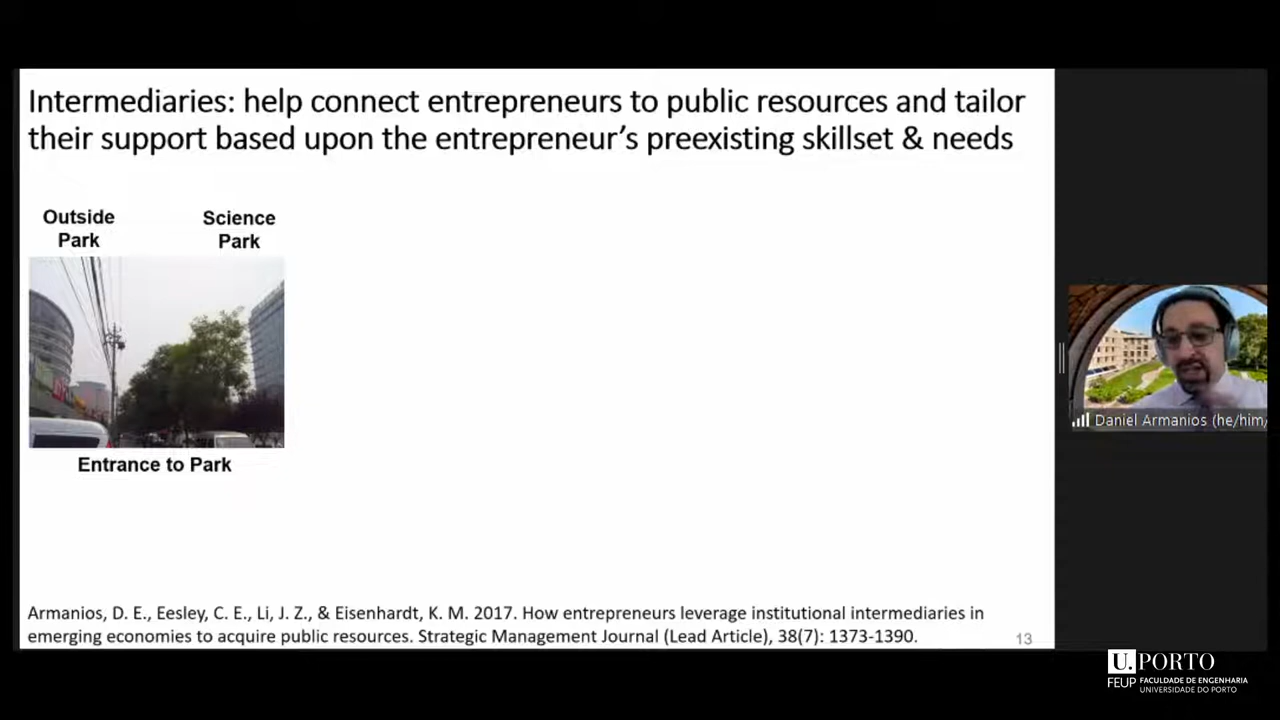 Intermediaries: help connect entrepreneurs to public resources and tailor
their support based upon the entrepreneur's preexisting skillset & needs
Outside
Park
Science
Park
Entrance to Park
Armanios, D. E., Eesley, C. E., Li, J. Z., & Eisenhardt, K. M. 2017. How entrepreneurs leverage institutional intermediaries in
emerging economies to acquire public resources. Strategic Management Journal (Lead Article), 38(7): 1373-1390.
13
Daniel Armanios (he/him/
U.PORTO
FEUP FACULDADE DE ENGENHARIA
UNIVERSIDADE DO PORTO